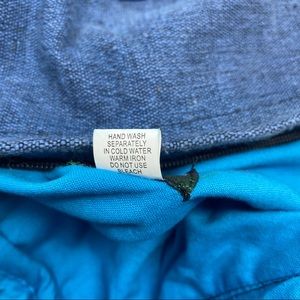 HAND WASH
SEPARATELY
IN COLD WATER
WARM IRON
DO NOT USE
BLEACH